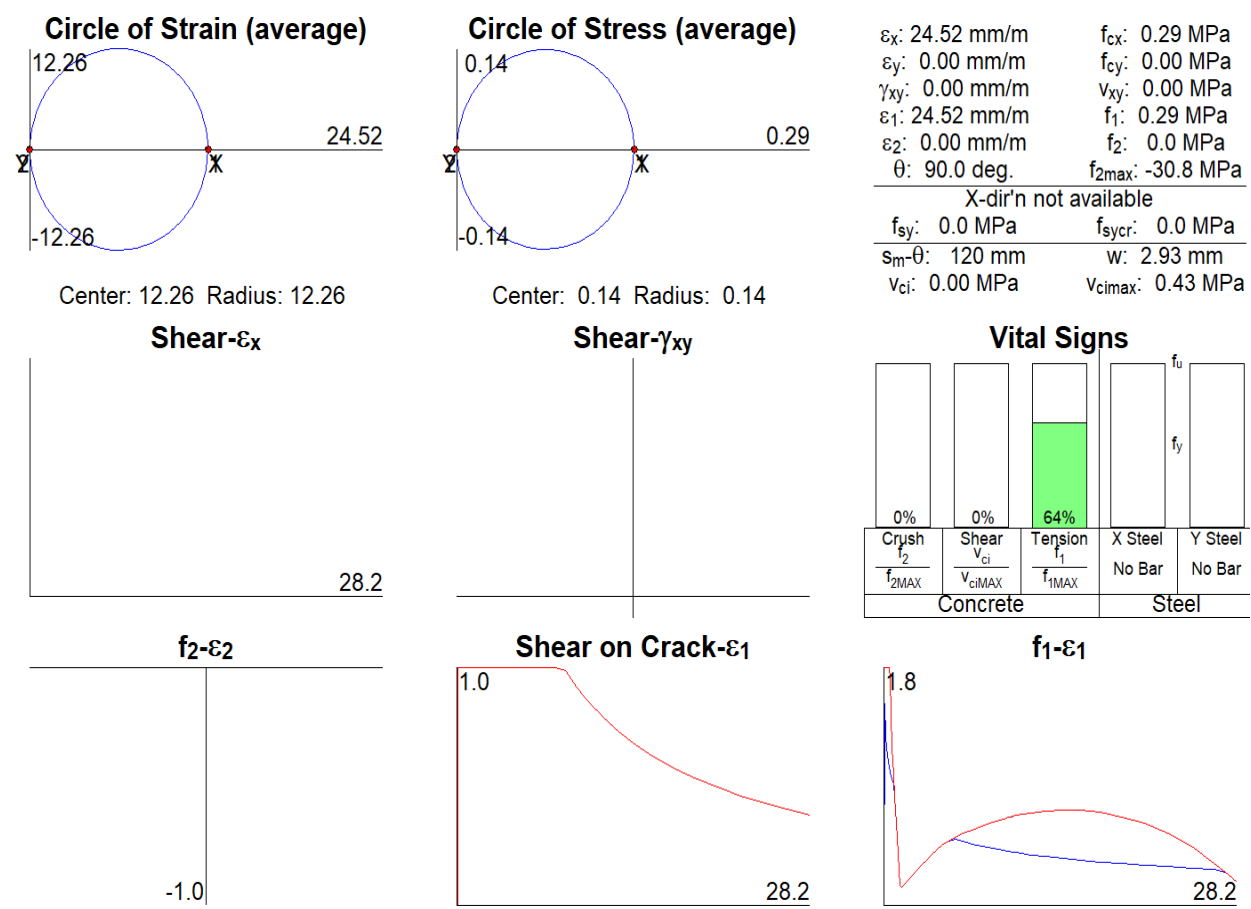 Circle of Strain (average)
12.26
24.52
-12.26
Y
2
X
1
Center: 12.26 Radius: 12.26
Circle of Stress (average)
0.14
0.29
-0.14
Y
2
X
1
Center: 0.14 Radius: 0.14
εx: 24.52 mm/m fcx: 0.29 MPa
εy: 0.00 mm/m fcy: 0.00 MPa
γxy: 0.00 mm/m vxy: 0.00 MPa
ε1: 24.52 mm/m f1: 0.29 MPa
ε2: 0.00 mm/m f2: 0.0 MPa
θ: 90.0 deg. f2max: -30.8 MPa
X-dir'n not available
fsy: 0.0 MPa fsycr: 0.0 MPa
sm-θ: 120 mm w: 2.93 mm
vci: 0.00 MPa vcimax: 0.43 MPa
Shear-εx
28.2
Shear-γxy
Vital Signs
fu
fy
0% 0% 64%
Crush Shear Tension X Steel Y Steel
f2 vci f1 No Bar No Bar
f2MAX vciMAX f1MAX
Concrete Steel
f2-ε2
-1.0
Shear on Crack-ε1
1.0
28.2
f1-ε1
1.8
28.2